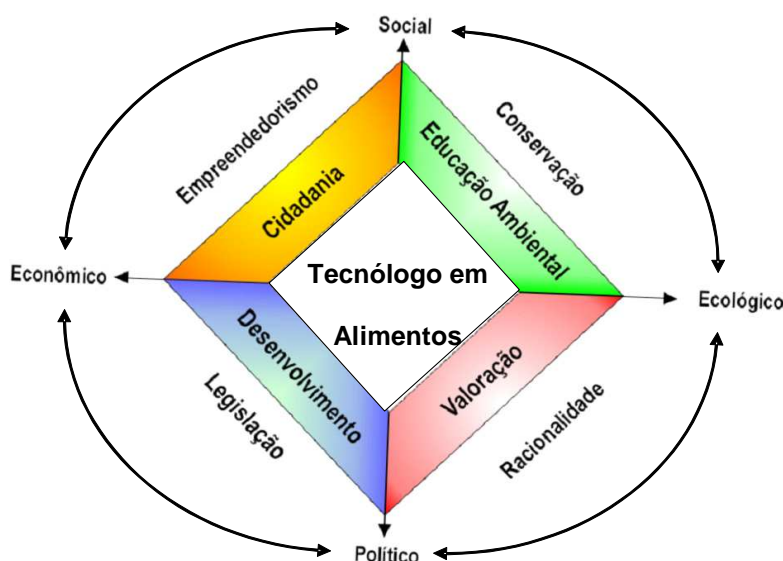 Social
Empreendedorismo
Conservação
Cidadania
Educação Ambiental
Econômico
Tecnólogo em
Alimentos
Ecológico
Desenvolvimento
Valoração
Legislação
Racionalidade
Político